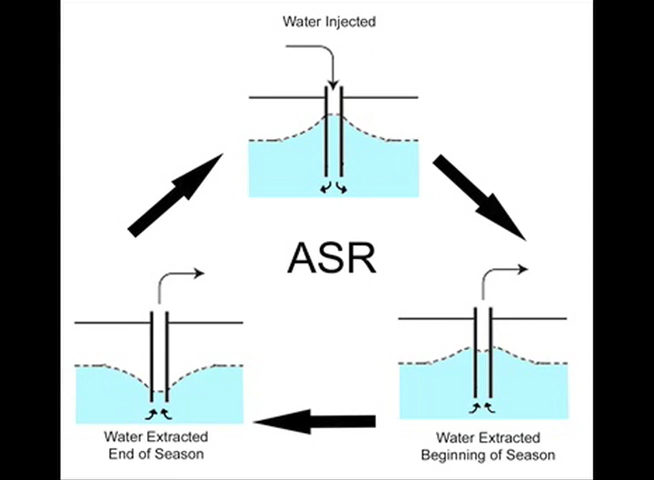 Water Injected
ASR
Water Extracted
End of Season
Water Extracted
Beginning of Season